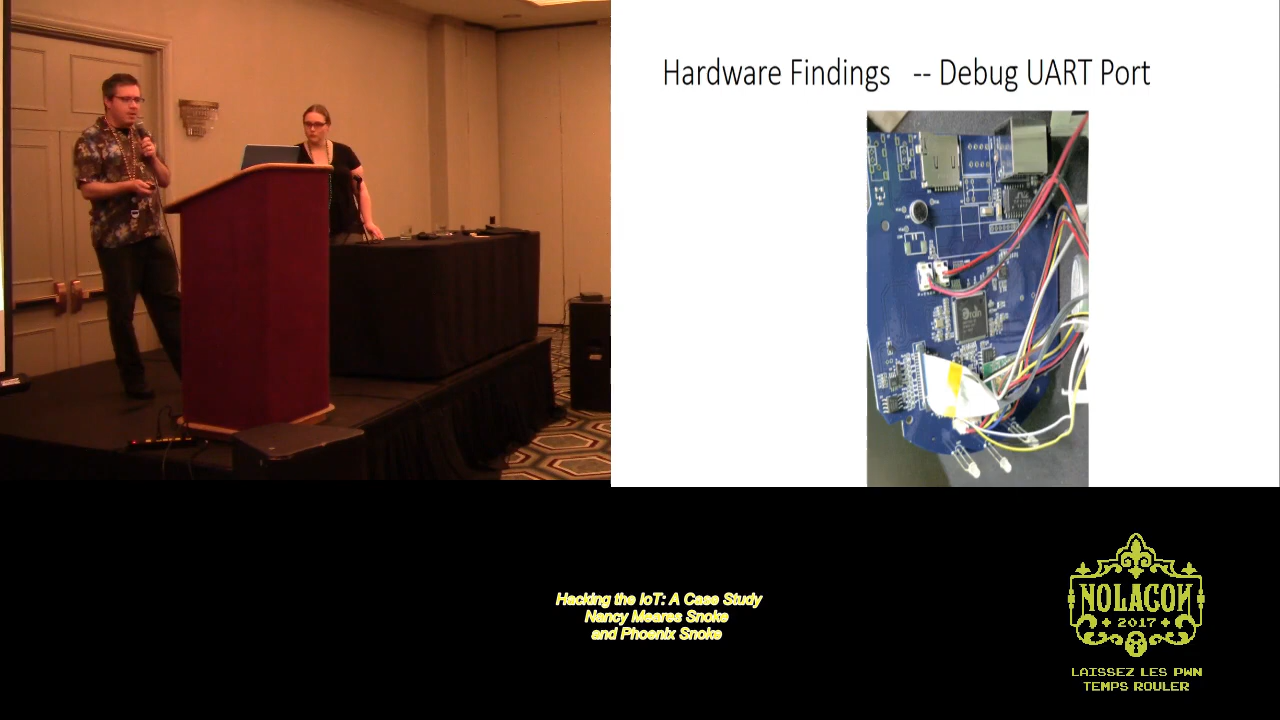 Hardware Findings -- Debug UART Port
Hacking the IoT: A Case Study
Nancy Meares Snoke
and Phoenix Snoke
NOLACON
2017
LAISSEZ LES PWN
TEMPS ROULER